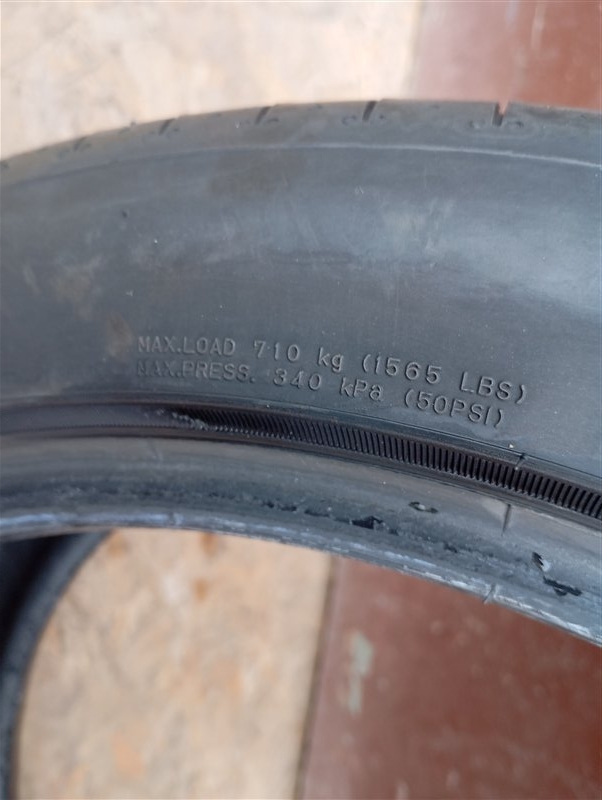 MAX.LOAD 710 kg (1565 LBS)
MAX.PRESS. 340 kPa (50PSI)